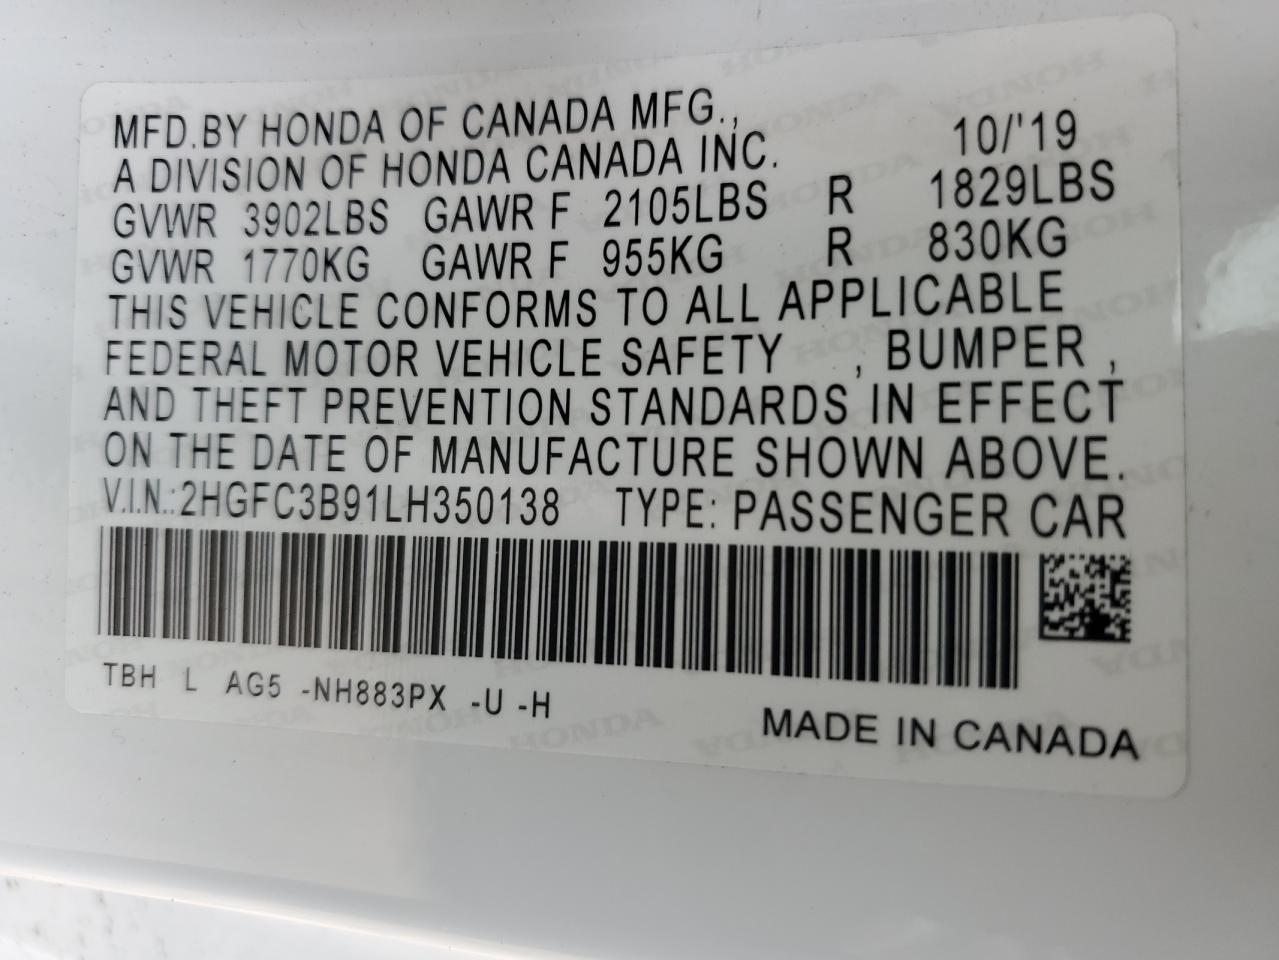 MFD.BY HONDA OF CANADA MFG., 10/'19
A DIVISION OF HONDA CANADA INC.
GVWR 3902LBS GAWR F 2105LBS R 1829LBS
GVWR 1770KG GAWR F 955KG R 830KG
THIS VEHICLE CONFORMS TO ALL APPLICABLE
FEDERAL MOTOR VEHICLE SAFETY , BUMPER ,
AND THEFT PREVENTION STANDARDS IN EFFECT
ON THE DATE OF MANUFACTURE SHOWN ABOVE.
V.I.N.:2HGFC3B91LH350138 TYPE: PASSENGER CAR
TBH L AG5 -NH883PX -U -H
MADE IN CANADA